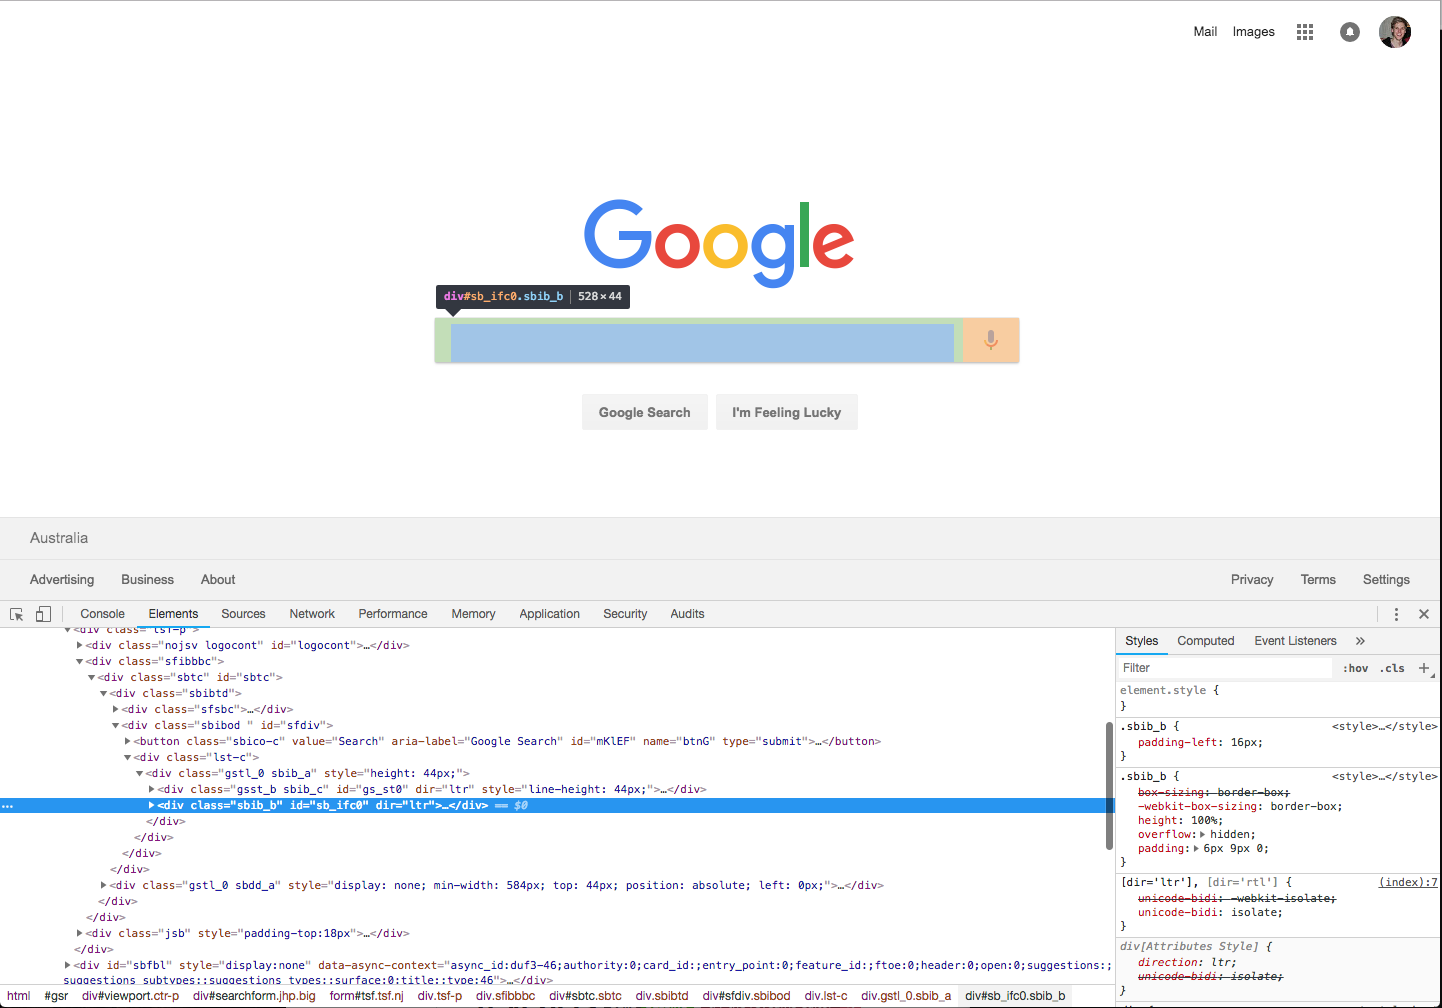 Mail Images
Google
div#sb_ifc0.sbib_b | 528 × 44
Google Search I'm Feeling Lucky
Australia
Advertising Business About Privacy Terms Settings
Console Elements Sources Network Performance Memory Application Security Audits
<div class="tsf-p">
<div class="nojsv logocont" id="logocont">…</div>
<div class="sfibbbc">
<div class="sbtc" id="sbtc">
<div class="sbibtd">
<div class="sfsbc">…</div>
<div class="sbibod " id="sfdiv">
<button class="sbico-c" value="Search" aria-label="Google Search" id="mKlEF" name="btnG" type="submit">…</button>
<div class="lst-c">
<div class="gstl_0 sbib_a" style="height: 44px;">
<div class="gsst_b sbib_c" id="gs_st0" dir="ltr" style="line-height: 44px;">…</div>
… <div class="sbib_b" id="sb_ifc0" dir="ltr">…</div> == $0
</div>
</div>
</div>
</div>
<div class="gstl_0 sbdd_a" style="display: none; min-width: 584px; top: 44px; position: absolute; left: 0px;">…</div>
</div>
</div>
<div class="jsb" style="padding-top:18px">…</div>
</div>
<div id="sbfbl" style="display:none" data-async-context="async_id:duf3-46;authority:0;card_id:;entry_point:0;feature_id:;ftoe:0;header:0;open:0;suggestions:;
suggestions_subtypes:;suggestions_types:;surface:0;title:;type:46">…</div>
html #gsr div#viewport.ctr-p div#searchform.jhp.big form#tsf.tsf.nj div.tsf-p div.sfibbbc div#sbtc.sbtc div.sbibtd div#sfdiv.sbibod div.lst-c div.gstl_0.sbib_a div#sb_ifc0.sbib_b
Styles Computed Event Listeners »
Filter :hov .cls +
element.style {
}
.sbib_b { <style>…</style>
padding-left: 16px;
}
.sbib_b { <style>…</style>
box-sizing: border-box;
-webkit-box-sizing: border-box;
height: 100%;
overflow: hidden;
padding: 6px 9px 0;
}
[dir='ltr'], [dir='rtl'] { (index):7
unicode-bidi: -webkit-isolate;
unicode-bidi: isolate;
}
div[Attributes Style] {
direction: ltr;
unicode-bidi: isolate;
}